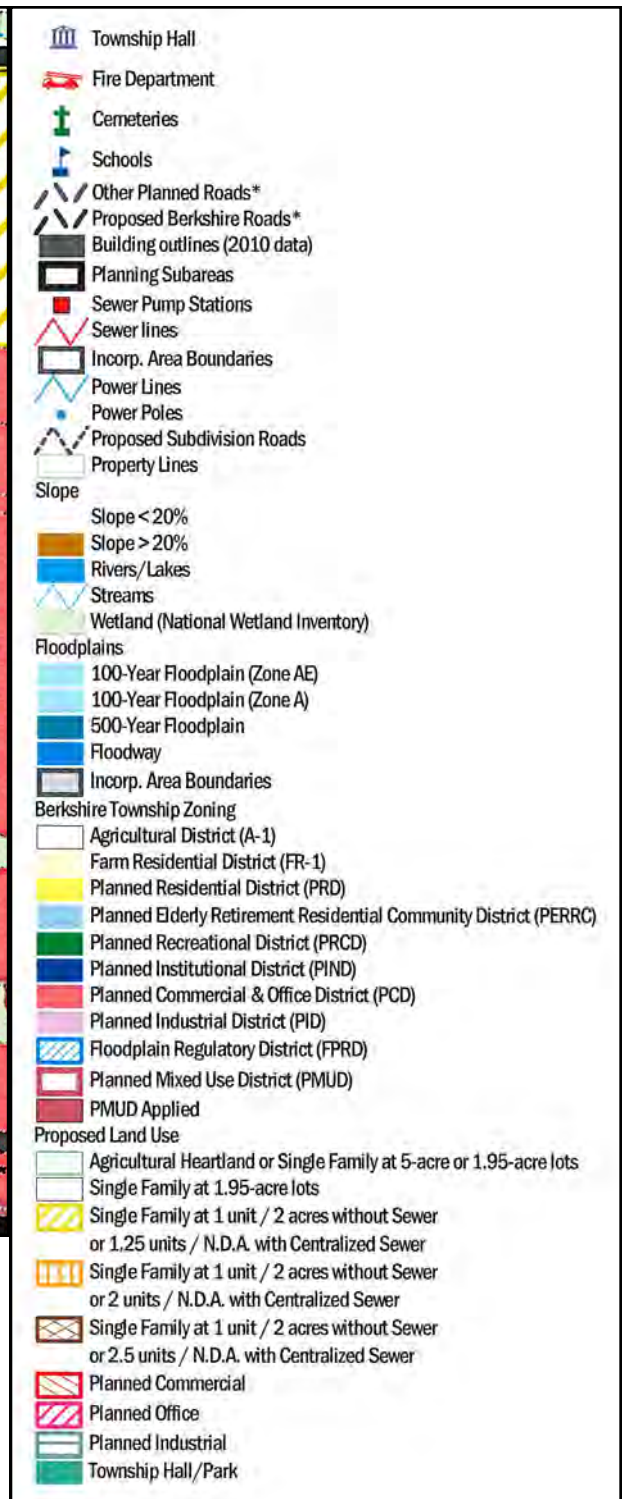 Township Hall
Fire Department
Cemeteries
Schools
Other Planned Roads*
Proposed Berkshire Roads*
Building outlines (2010 data)
Planning Subareas
Sewer Pump Stations
Sewer lines
Incorp. Area Boundaries
Power Lines
Power Poles
Proposed Subdivision Roads
Property Lines
Slope
Slope < 20%
Slope > 20%
Rivers/Lakes
Streams
Wetland (National Wetland Inventory)
Floodplains
100-Year Floodplain (Zone AE)
100-Year Floodplain (Zone A)
500-Year Floodplain
Floodway
Incorp. Area Boundaries
Berkshire Township Zoning
Agricultural District (A-1)
Farm Residential District (FR-1)
Planned Residential District (PRD)
Planned Elderly Retirement Residential Community District (PERRC)
Planned Recreational District (PRCD)
Planned Institutional District (PIND)
Planned Commercial & Office District (PCD)
Planned Industrial District (PID)
Floodplain Regulatory District (FPRD)
Planned Mixed Use District (PMUD)
PMUD Applied
Proposed Land Use
Agricultural Heartland or Single Family at 5-acre or 1.95-acre lots
Single Family at 1.95-acre lots
Single Family at 1 unit / 2 acres without Sewer
or 1.25 units / N.D.A. with Centralized Sewer
Single Family at 1 unit / 2 acres without Sewer
or 2 units / N.D.A. with Centralized Sewer
Single Family at 1 unit / 2 acres without Sewer
or 2.5 units / N.D.A. with Centralized Sewer
Planned Commercial
Planned Office
Planned Industrial
Township Hall/Park